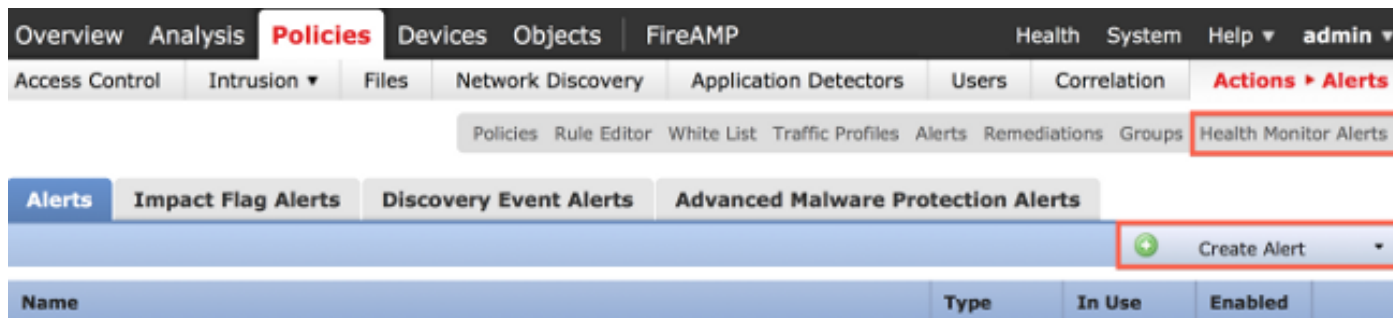 Overview Analysis Policies Devices Objects FireAMP Health System Help ▾ admin ▾
Access Control Intrusion ▾ Files Network Discovery Application Detectors Users Correlation Actions ▸ Alerts
Policies Rule Editor White List Traffic Profiles Alerts Remediations Groups Health Monitor Alerts
Alerts Impact Flag Alerts Discovery Event Alerts Advanced Malware Protection Alerts
Create Alert
Name Type In Use Enabled